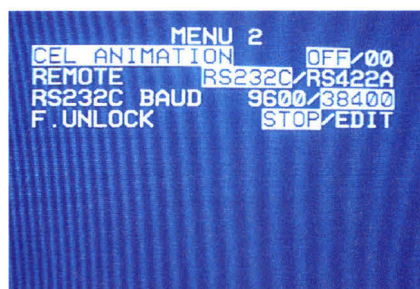 MENU 2
CEL ANIMATION OFF/00
REMOTE RS232C/RS422A
RS232C BAUD 9600/38400
F.UNLOCK STOP/EDIT